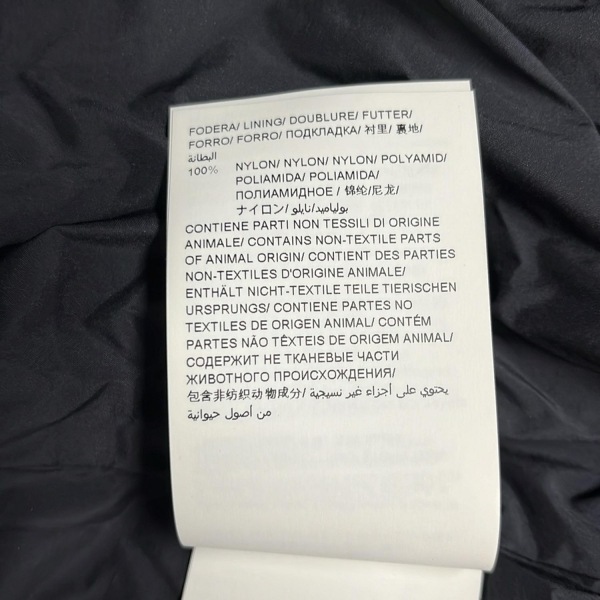 FODERA/ LINING/ DOUBLURE/ FUTTER/
FORRO/ FORRO/ ПОДКЛАДКА/ 衬里/ 裏地/
البطانة
100% NYLON/ NYLON/ NYLON/ POLYAMID/
POLIAMIDA/ POLIAMIDA/
ПОЛИАМИДНОЕ / 锦纶/尼龙/
ナイロン/ بولياميد/نايلو
CONTIENE PARTI NON TESSILI DI ORIGINE
ANIMALE/ CONTAINS NON-TEXTILE PARTS
OF ANIMAL ORIGIN/ CONTIENT DES PARTIES
NON-TEXTILES D'ORIGINE ANIMALE/
ENTHÄLT NICHT-TEXTILE TEILE TIERISCHEN
URSPRUNGS/ CONTIENE PARTES NO
TEXTILES DE ORIGEN ANIMAL/ CONTÉM
PARTES NÃO TÊXTEIS DE ORIGEM ANIMAL/
СОДЕРЖИТ НЕ ТКАНЕВЫЕ ЧАСТИ
ЖИВОТНОГО ПРОИСХОЖДЕНИЯ/
包含非纺织动物成分/ يحتوي على أجزاء غير نسيجية
من أصول حيوانية